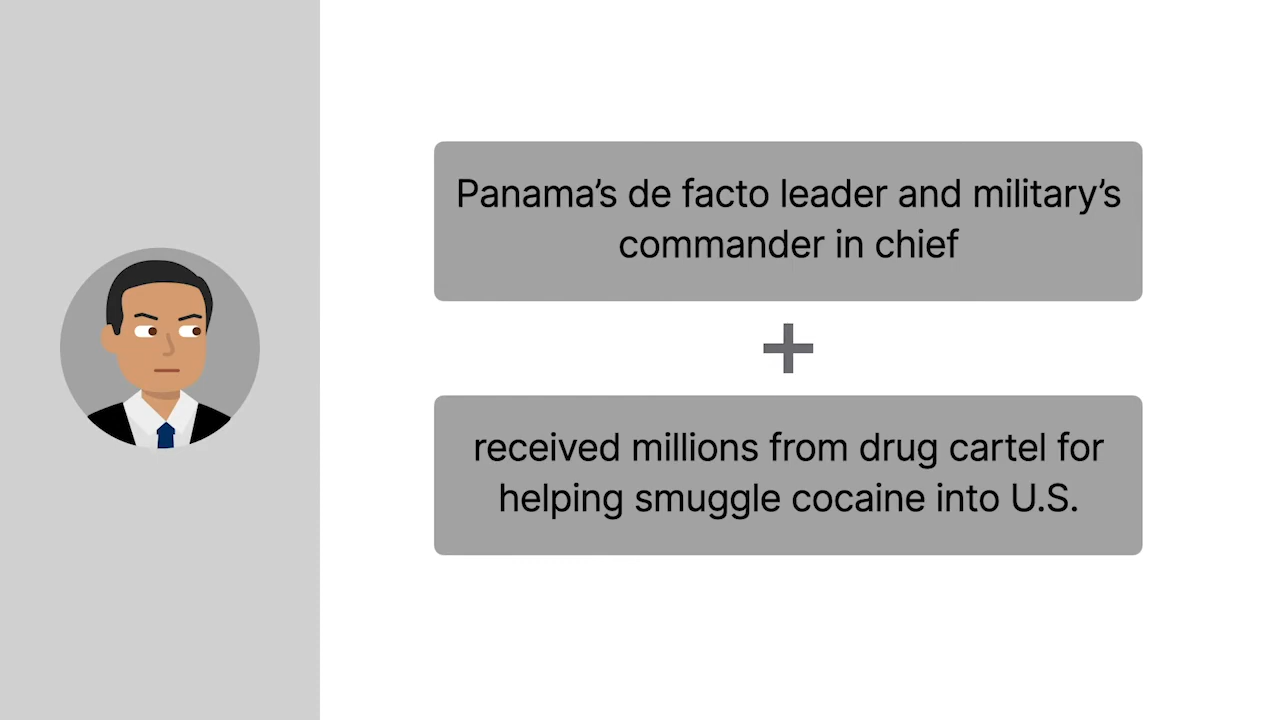 Panama’s de facto leader and military’s
commander in chief
+
received millions from drug cartel for
helping smuggle cocaine into U.S.